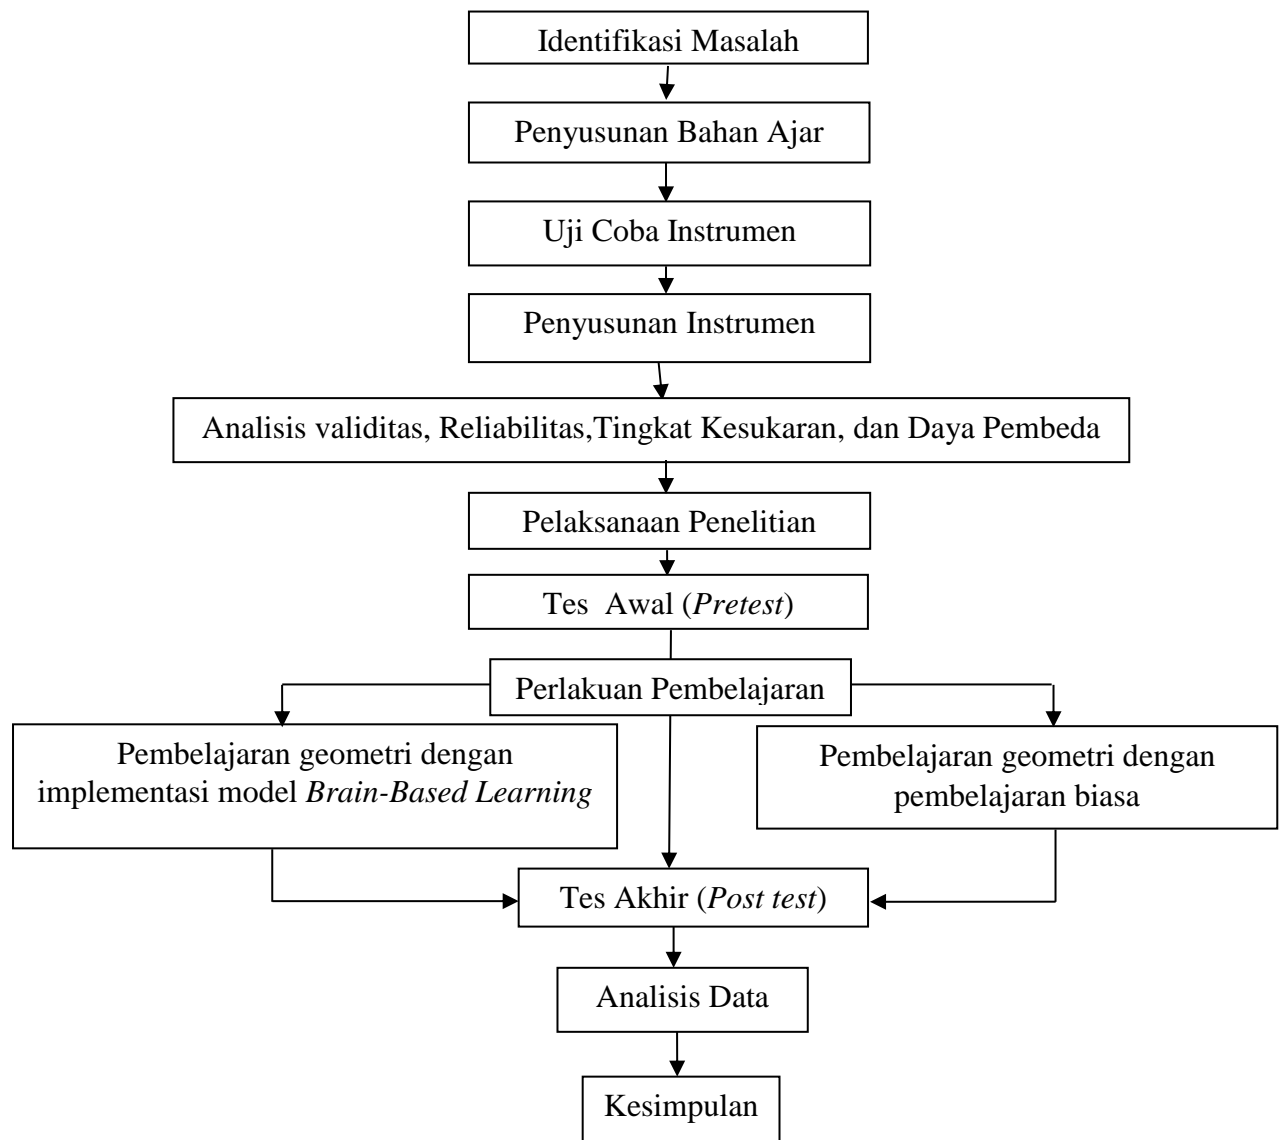 Identifikasi Masalah
Penyusunan Bahan Ajar
Uji Coba Instrumen
Penyusunan Instrumen
Analisis validitas, Reliabilitas,Tingkat Kesukaran, dan Daya Pembeda
Pelaksanaan Penelitian
Tes  Awal (Pretest)
Perlakuan Pembelajaran
Pembelajaran geometri dengan
implementasi model Brain-Based Learning
Pembelajaran geometri dengan
pembelajaran biasa
Tes Akhir (Post test)
Analisis Data
Kesimpulan